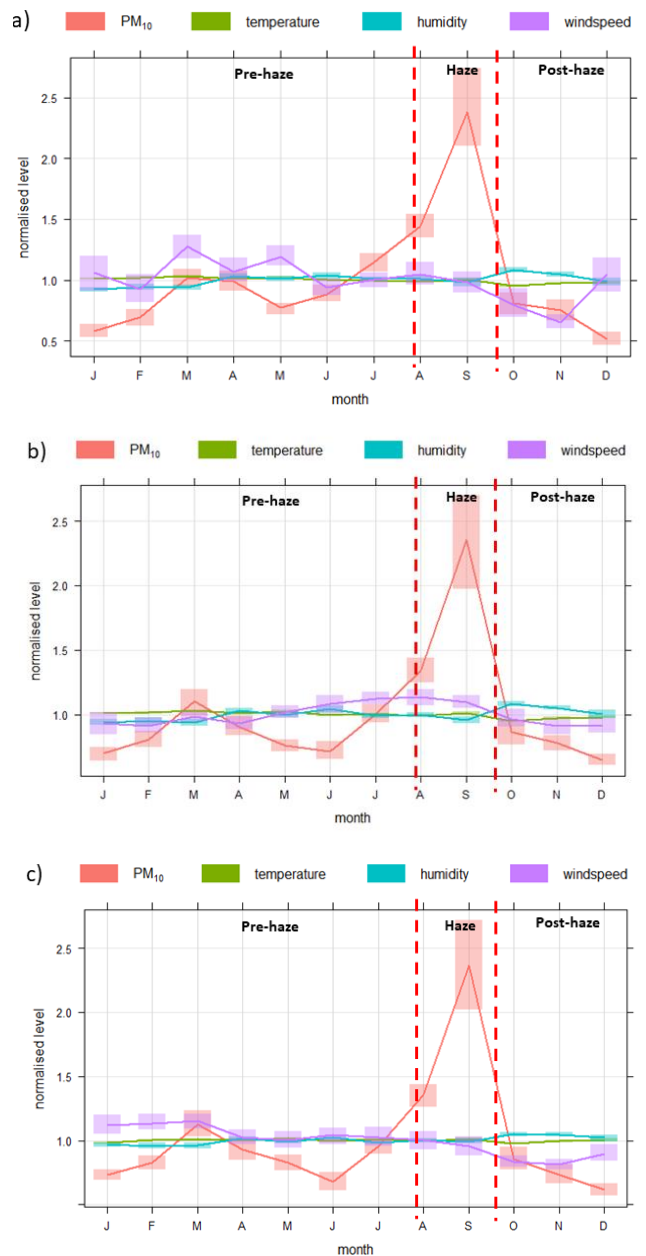 a)
PM₁₀ temperature humidity windspeed
Pre-haze Haze Post-haze
2.5
2.0
1.5
1.0
0.5
normalised level
J F M A M J J A S O N D
month
b)
PM₁₀ temperature humidity windspeed
Pre-haze Haze Post-haze
2.5
2.0
1.5
1.0
normalised level
J F M A M J J A S O N D
month
c)
PM₁₀ temperature humidity windspeed
Pre-haze Haze Post-haze
2.5
2.0
1.5
1.0
normalised level
J F M A M J J A S O N D
month